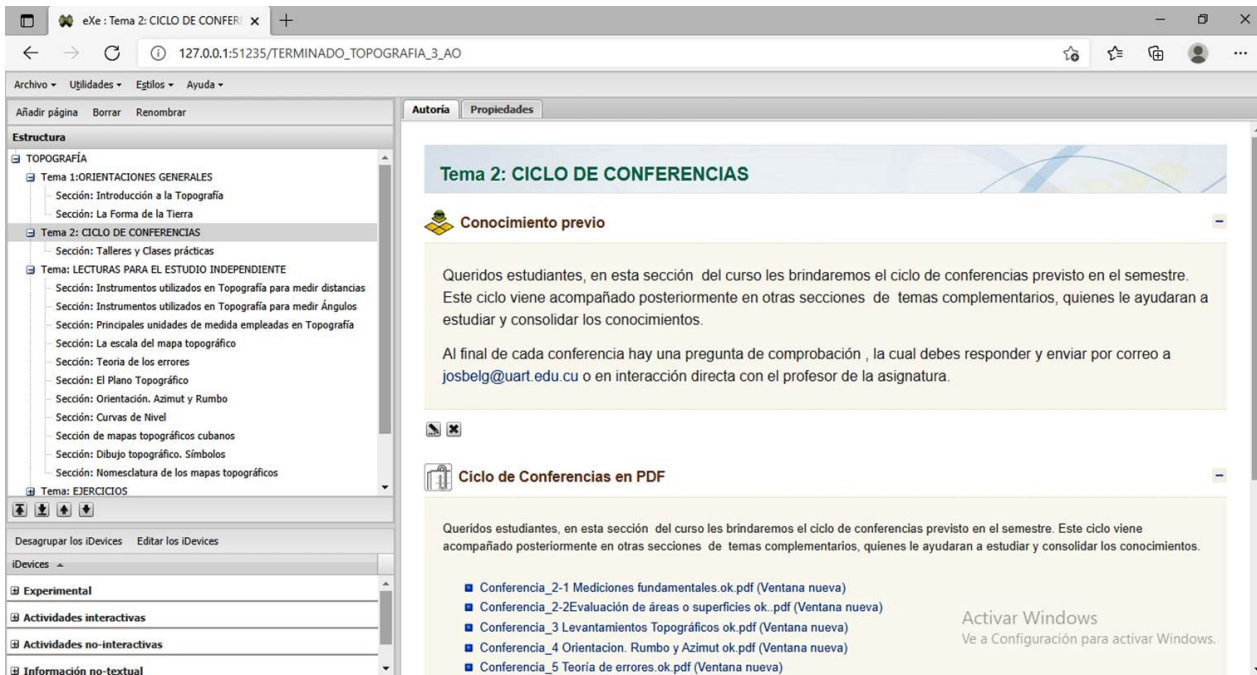 eXe : Tema 2: CICLO DE CONFER
127.0.0.1:51235/TERMINADO_TOPOGRAFIA_3_AO
Archivo Utilidades Estilos Ayuda
Añadir página Borrar Renombrar
Estructura
TOPOGRAFÍA
Tema 1:ORIENTACIONES GENERALES
Sección: Introducción a la Topografía
Sección: La Forma de la Tierra
Tema 2: CICLO DE CONFERENCIAS
Sección: Talleres y Clases prácticas
Tema: LECTURAS PARA EL ESTUDIO INDEPENDIENTE
Sección: Instrumentos utilizados en Topografía para medir distancias
Sección: Instrumentos utilizados en Topografía para medir Ángulos
Sección: Principales unidades de medida empleadas en Topografía
Sección: La escala del mapa topográfico
Sección: Teoria de los errores
Sección: El Plano Topográfico
Sección: Orientación. Azimut y Rumbo
Sección: Curvas de Nivel
Sección de mapas topográficos cubanos
Sección: Dibujo topográfico. Símbolos
Sección: Nomesclatura de los mapas topográficos
Tema: EJERCICIOS
Desagrupar los iDevices Editar los iDevices
iDevices
Experimental
Actividades interactivas
Actividades no-interactivas
Información no-textual
Autoría Propiedades
Tema 2: CICLO DE CONFERENCIAS
Conocimiento previo
Queridos estudiantes, en esta sección del curso les brindaremos el ciclo de conferencias previsto en el semestre.
Este ciclo viene acompañado posteriormente en otras secciones de temas complementarios, quienes le ayudaran a
estudiar y consolidar los conocimientos.
Al final de cada conferencia hay una pregunta de comprobación , la cual debes responder y enviar por correo a
josbelg@uart.edu.cu o en interacción directa con el profesor de la asignatura.
Ciclo de Conferencias en PDF
Queridos estudiantes, en esta sección del curso les brindaremos el ciclo de conferencias previsto en el semestre. Este ciclo viene
acompañado posteriormente en otras secciones de temas complementarios, quienes le ayudaran a estudiar y consolidar los conocimientos.
Conferencia_2-1 Mediciones fundamentales.ok.pdf (Ventana nueva)
Conferencia_2-2Evaluación de áreas o superficies ok..pdf (Ventana nueva)
Conferencia_3 Levantamientos Topográficos ok.pdf (Ventana nueva)
Conferencia_4 Orientacion. Rumbo y Azimut ok.pdf (Ventana nueva)
Conferencia_5 Teoría de errores.ok.pdf (Ventana nueva)
Activar Windows
Ve a Configuración para activar Windows.